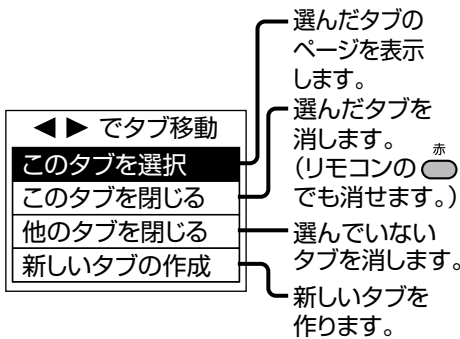 ◀▶ でタブ移動
このタブを選択
このタブを閉じる
他のタブを閉じる
新しいタブの作成
選んだタブの
ページを表示
します。
選んだタブを
消します。
赤
(リモコンの
でも消せます。)
選んでいない
タブを消します。
新しいタブを
作ります。